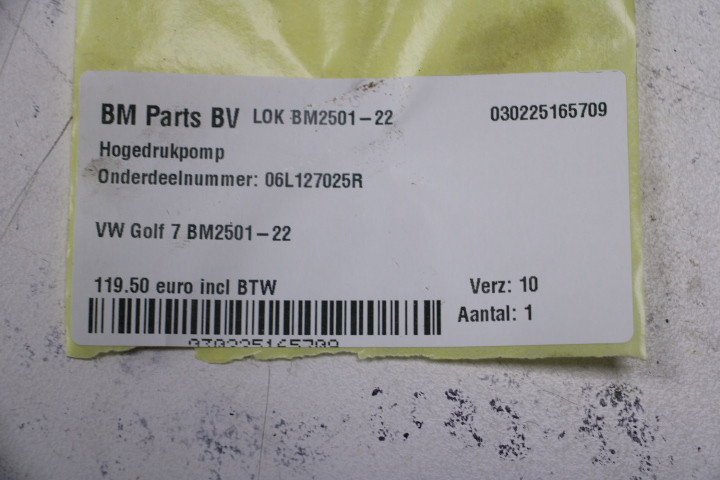 BM Parts BV LOK BM2501-22 030225165709
Hogedrukpomp
Onderdeelnummer: 06L127025R
VW Golf 7 BM2501-22
119.50 euro incl BTW Verz: 10
Aantal: 1
030225165709